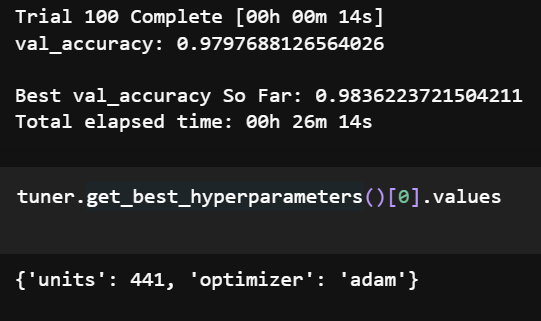 Trial 100 Complete [00h 00m 14s]
val_accuracy: 0.9797688126564026
Best val_accuracy So Far: 0.9836223721504211
Total elapsed time: 00h 26m 14s
tuner.get_best_hyperparameters()[0].values
{'units': 441, 'optimizer': 'adam'}